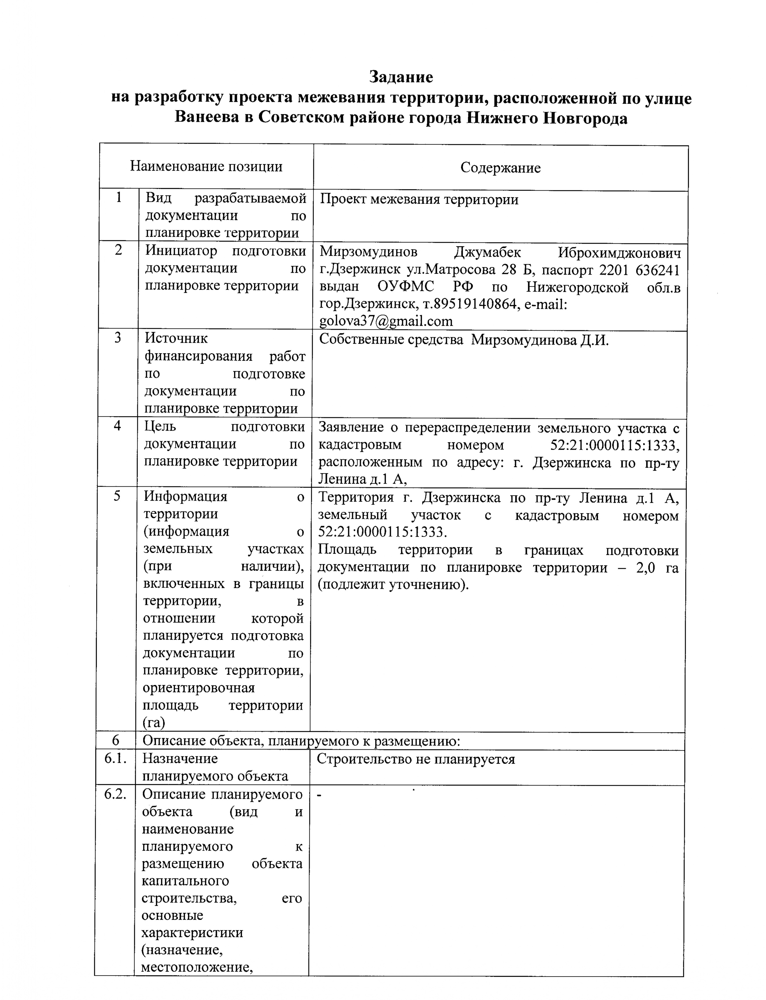 Задание
на разработку проекта межевания территории, расположенной по улице
Ванеева в Советском районе города Нижнего Новгорода
Наименование позиции
Содержание
1
Вид разрабатываемой
документации по
планировке территории
Проект межевания территории
2
Инициатор подготовки
документации по
планировке территории
Мирзомудинов Джумабек Иброхимджонович
г.Дзержинск ул.Матросова 28 Б, паспорт 2201 636241
выдан ОУФМС РФ по Нижегородской обл.в
гор.Дзержинск, т.89519140864, e-mail:
golova37@gmail.com
3
Источник
финансирования работ
по подготовке
документации по
планировке территории
Собственные средства Мирзомудинова Д.И.
4
Цель подготовки
документации по
планировке территории
Заявление о перераспределении земельного участка с
кадастровым номером 52:21:0000115:1333,
расположенным по адресу: г. Дзержинска по пр-ту
Ленина д.1 А,
5
Информация о
территории
(информация о
земельных участках
(при наличии),
включенных в границы
территории, в
отношении которой
планируется подготовка
документации по
планировке территории,
ориентировочная
площадь территории
(га)
Территория г. Дзержинска по пр-ту Ленина д.1 А,
земельный участок с кадастровым номером
52:21:0000115:1333.
Площадь территории в границах подготовки
документации по планировке территории – 2,0 га
(подлежит уточнению).
6
Описание объекта, планируемого к размещению:
6.1.
Назначение
планируемого объекта
Строительство не планируется
6.2.
Описание планируемого
объекта (вид и
наименование
планируемого к
размещению объекта
капитального
строительства, его
основные
характеристики
(назначение,
местоположение,
-